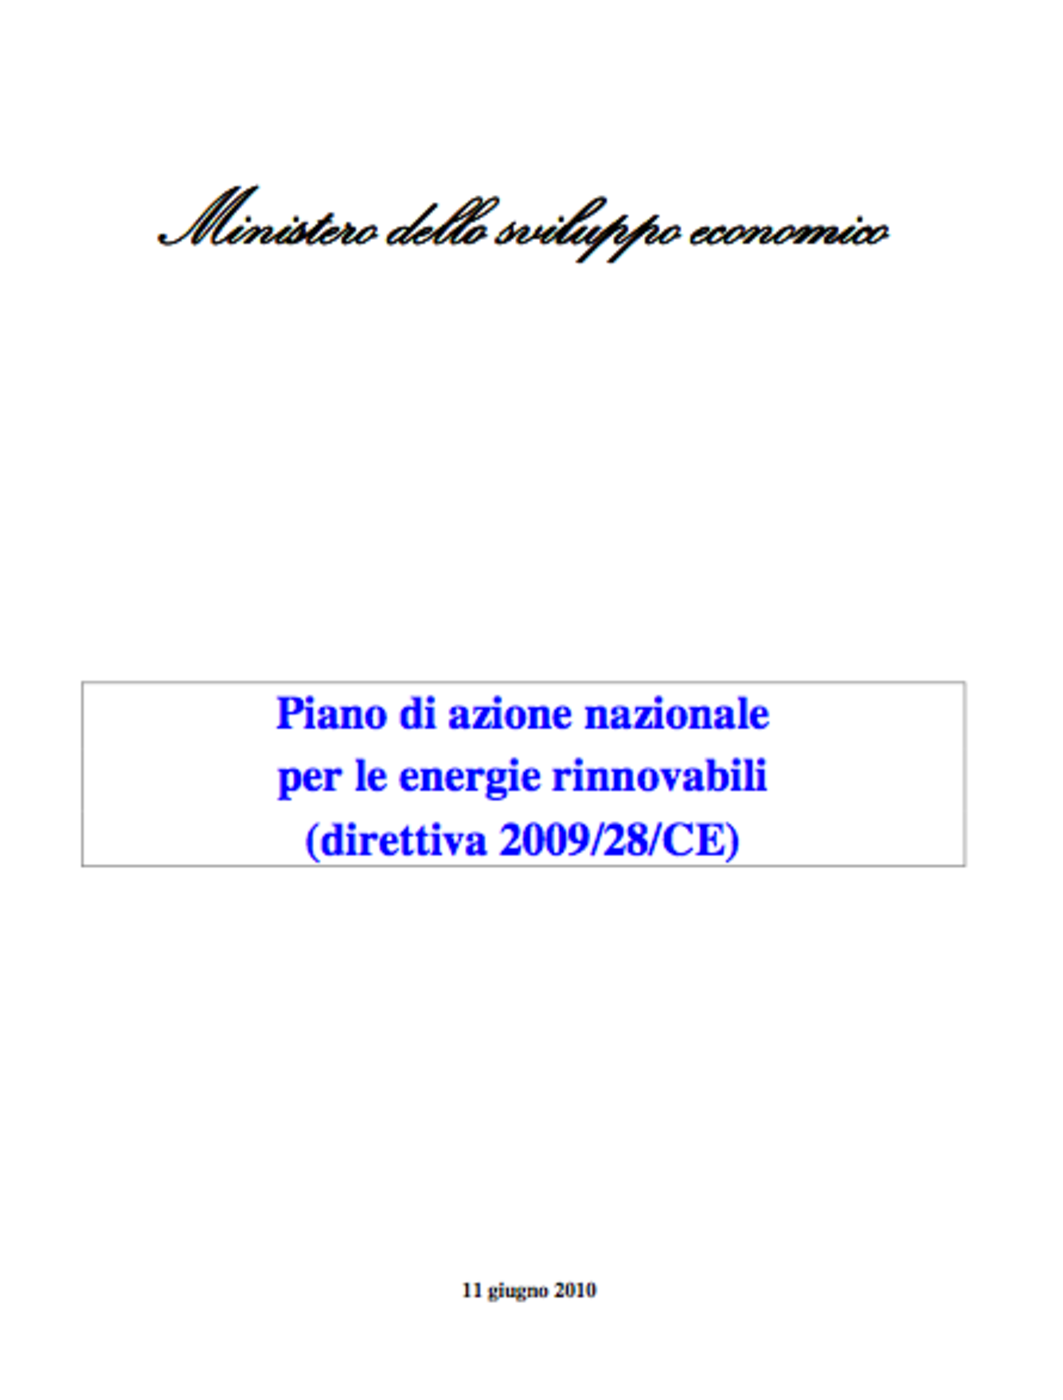 Ministero dello sviluppo economico
Piano di azione nazionale
per le energie rinnovabili
(direttiva 2009/28/CE)
11 giugno 2010